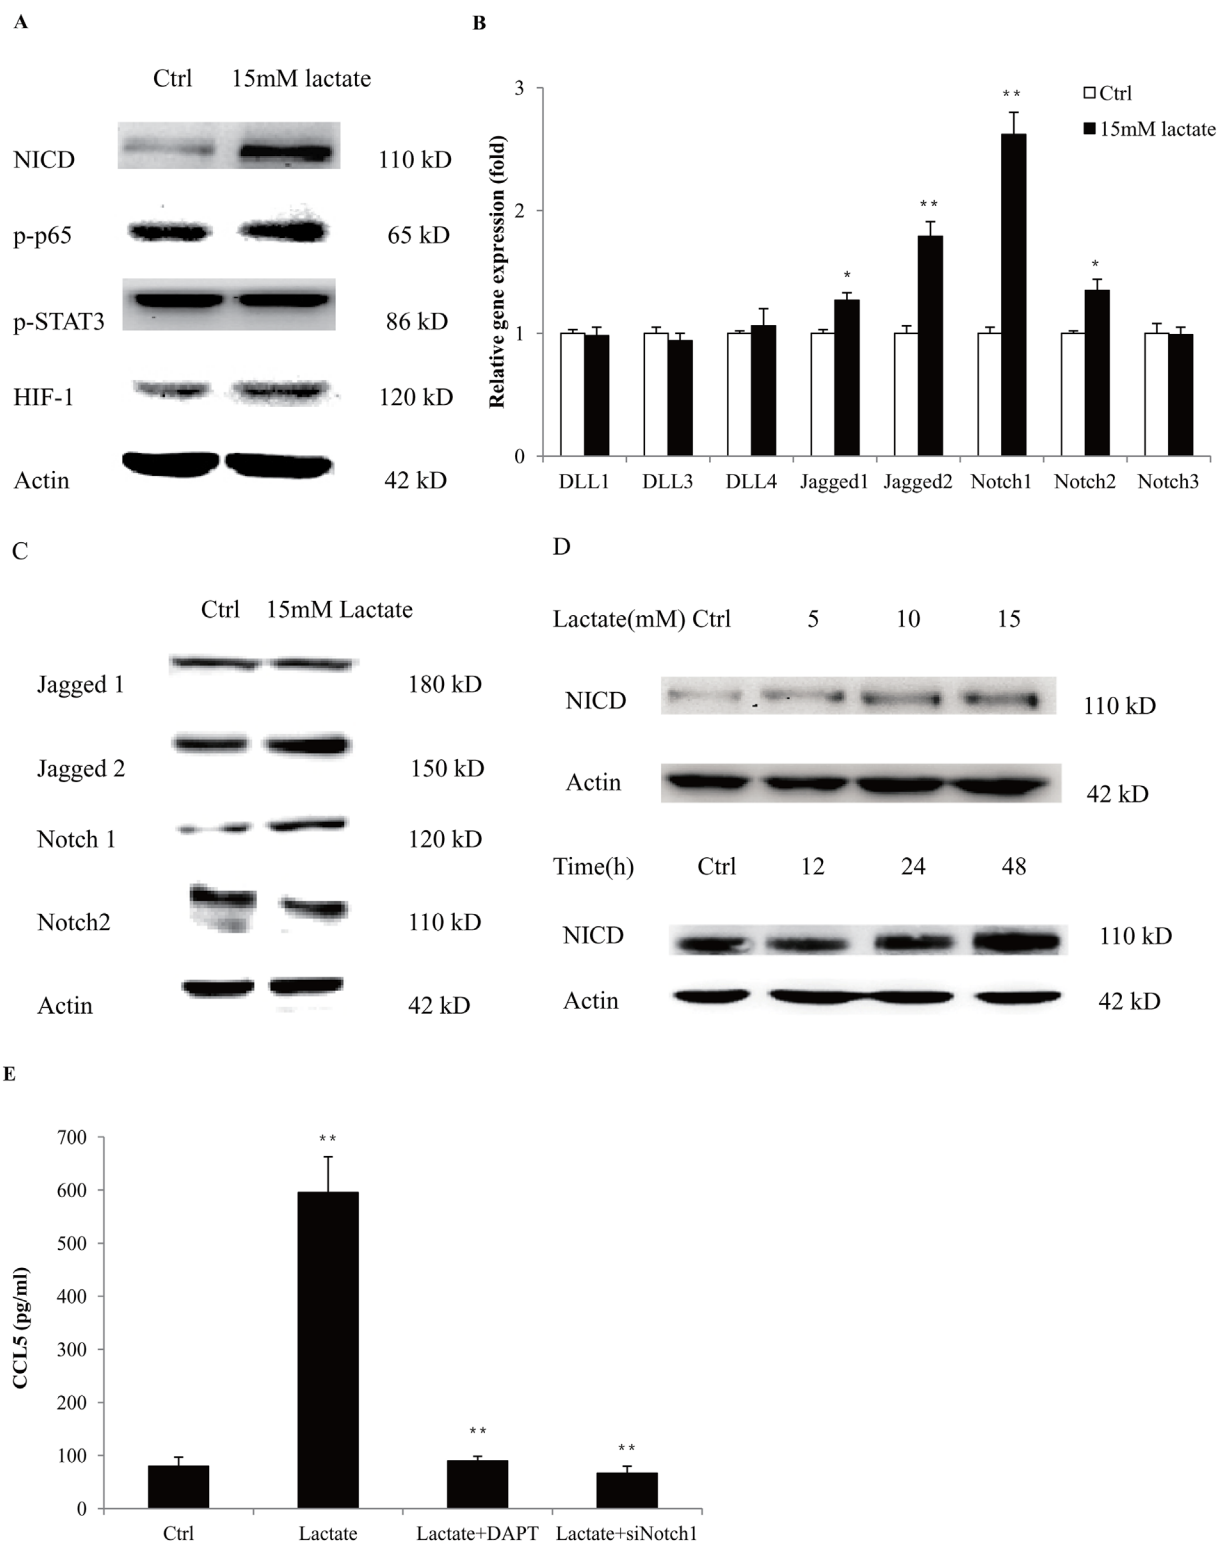 A
Ctrl 15mM lactate
NICD 110 kD
p-p65 65 kD
p-STAT3 86 kD
HIF-1 120 kD
Actin 42 kD
B
Relative gene expression (fold)
3
2
1
0
Ctrl
15mM lactate
*
**
**
*
DLL1 DLL3 DLL4 Jagged1 Jagged2 Notch1 Notch2 Notch3
C
Ctrl 15mM Lactate
Jagged 1 180 kD
Jagged 2 150 kD
Notch 1 120 kD
Notch2 110 kD
Actin 42 kD
D
Lactate(mM) Ctrl 5 10 15
NICD 110 kD
Actin 42 kD
Time(h) Ctrl 12 24 48
NICD 110 kD
Actin 42 kD
E
CCL5 (pg/ml)
700
600
500
400
300
200
100
0
**
**
**
Ctrl Lactate Lactate+DAPT Lactate+siNotch1